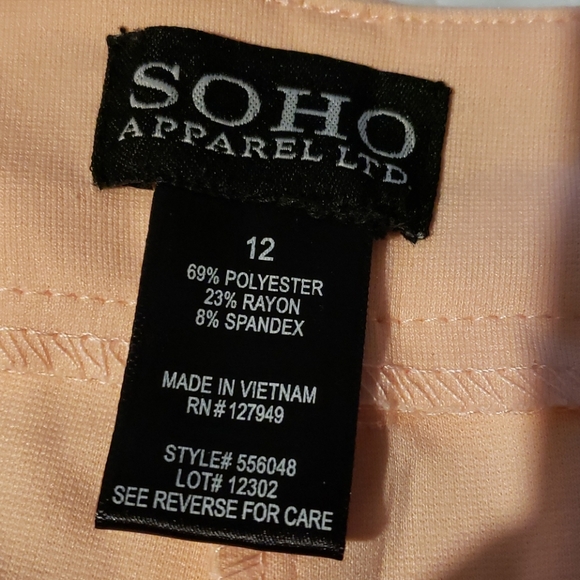 SOHO
APPAREL LTD
12
69% POLYESTER
23% RAYON
8% SPANDEX
MADE IN VIETNAM
RN# 127949
STYLE# 556048
LOT# 12302
SEE REVERSE FOR CARE